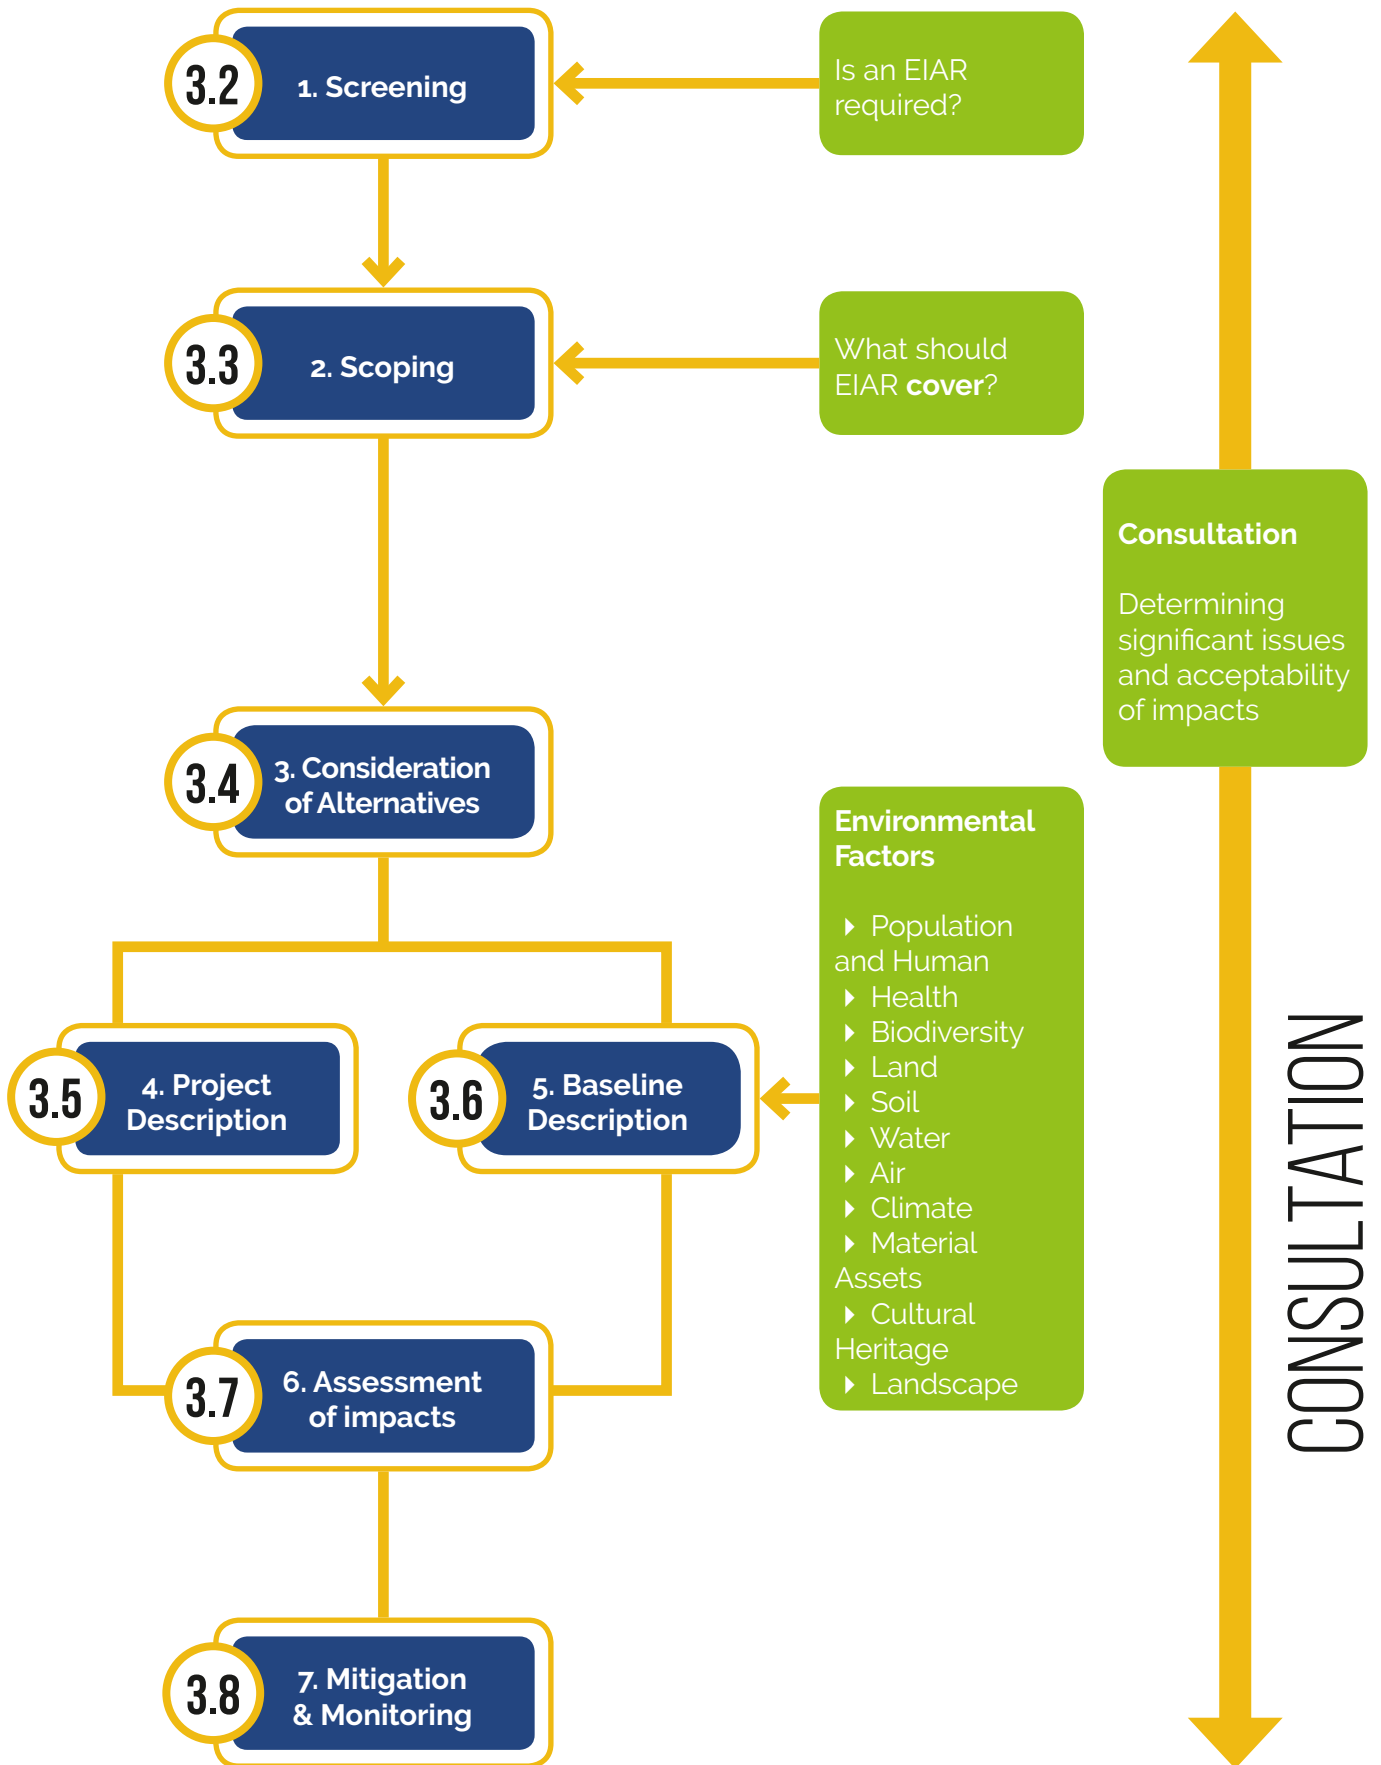 3.2
1. Screening
Is an EIAR
required?
3.3
2. Scoping
What should
EIAR cover?
Consultation
Determining
significant issues
and acceptability
of impacts
3.4
3. Consideration
of Alternatives
Environmental
Factors
Population
and Human
Health
Biodiversity
Land
Soil
Water
Air
Climate
Material
Assets
Cultural
Heritage
Landscape
3.5
4. Project
Description
3.6
5. Baseline
Description
CONSULTATION
3.7
6. Assessment
of impacts
3.8
7. Mitigation
& Monitoring